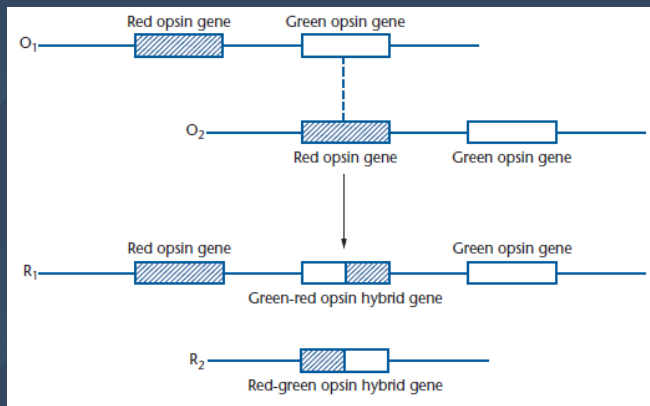 Red opsin gene Green opsin gene
O1
O2
Red opsin gene Green opsin gene
Red opsin gene Green opsin gene
R1
Green-red opsin hybrid gene
R2
Red-green opsin hybrid gene